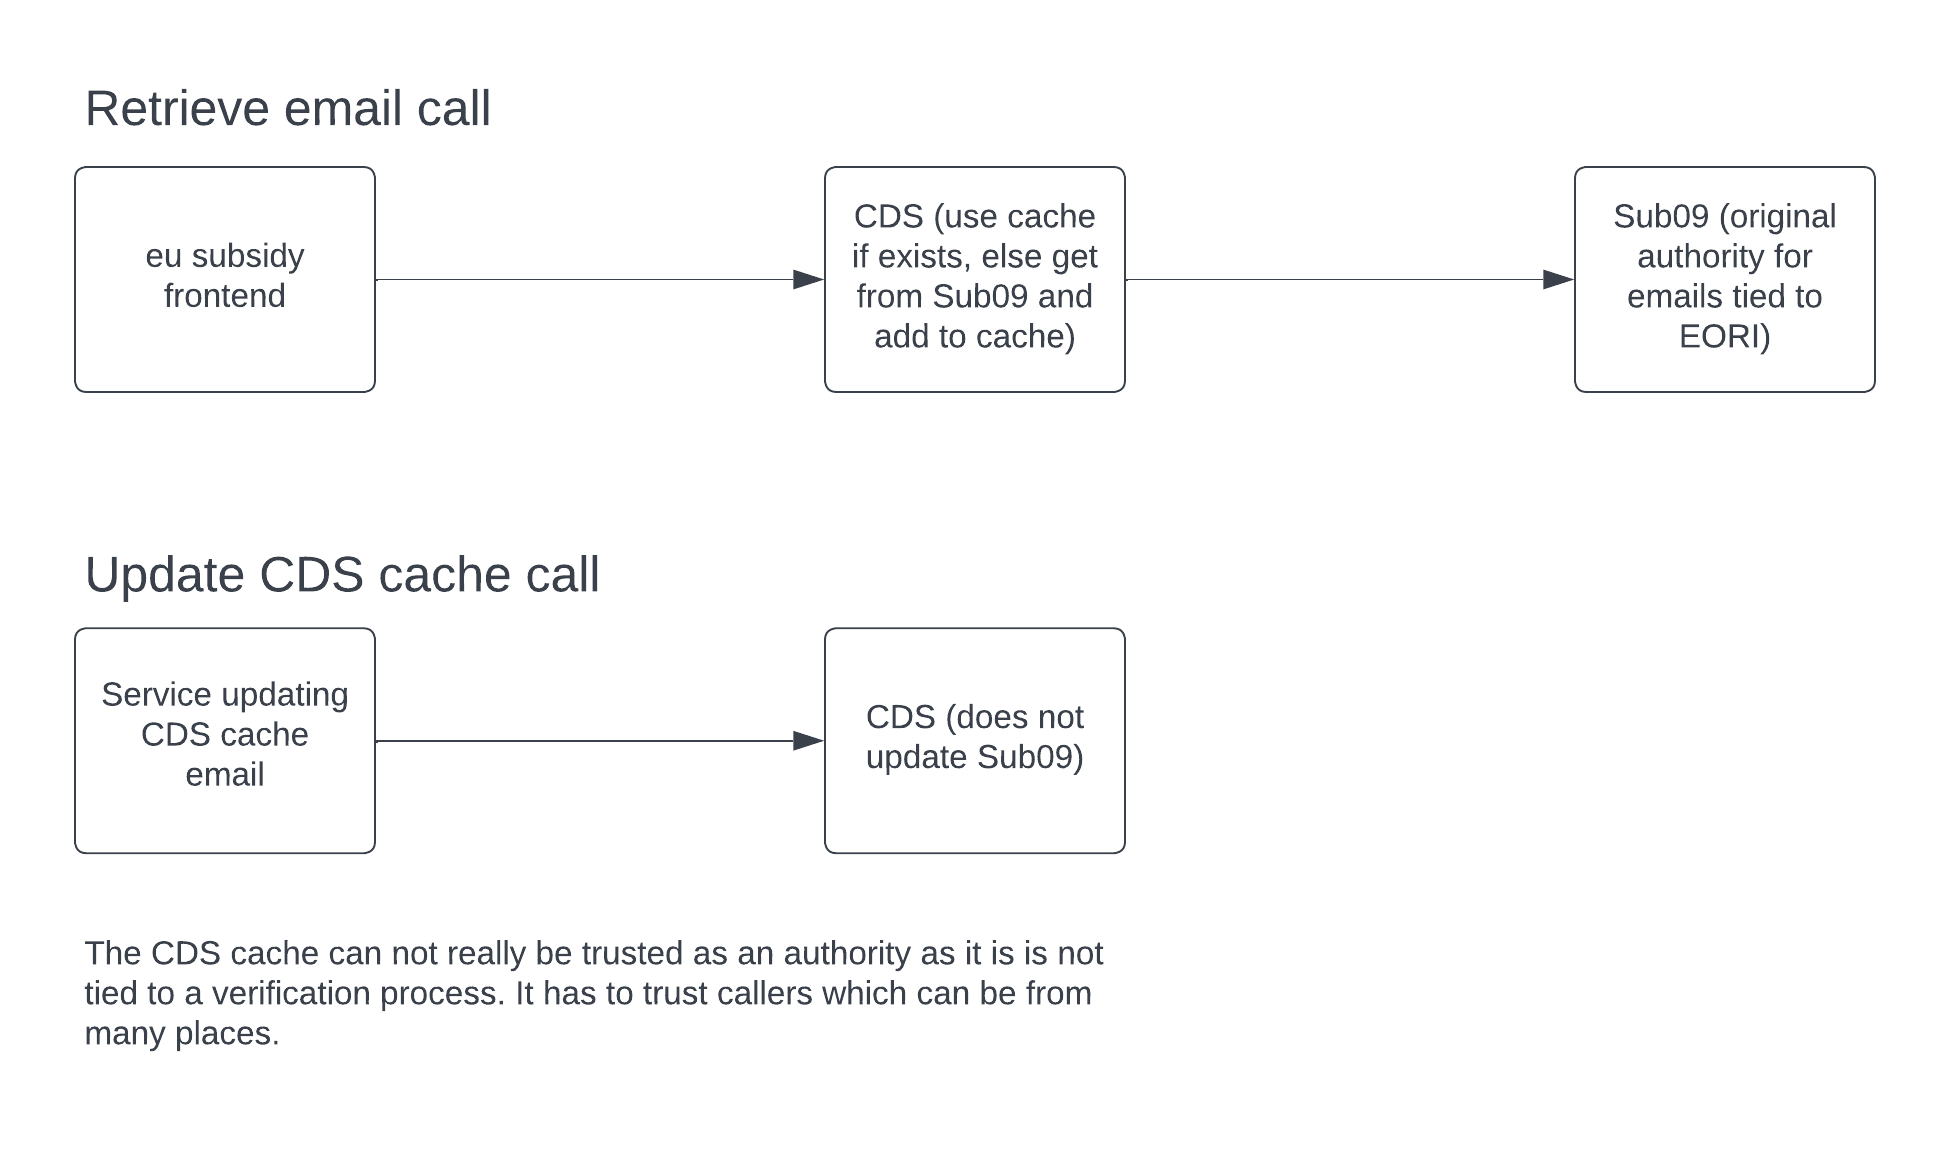 Retrieve email call
eu subsidy
frontend
CDS (use cache
if exists, else get
from Sub09 and
add to cache)
Sub09 (original
authority for
emails tied to
EORI)
Update CDS cache call
Service updating
CDS cache
email
CDS (does not
update Sub09)
The CDS cache can not really be trusted as an authority as it is is not
tied to a verification process. It has to trust callers which can be from
many places.